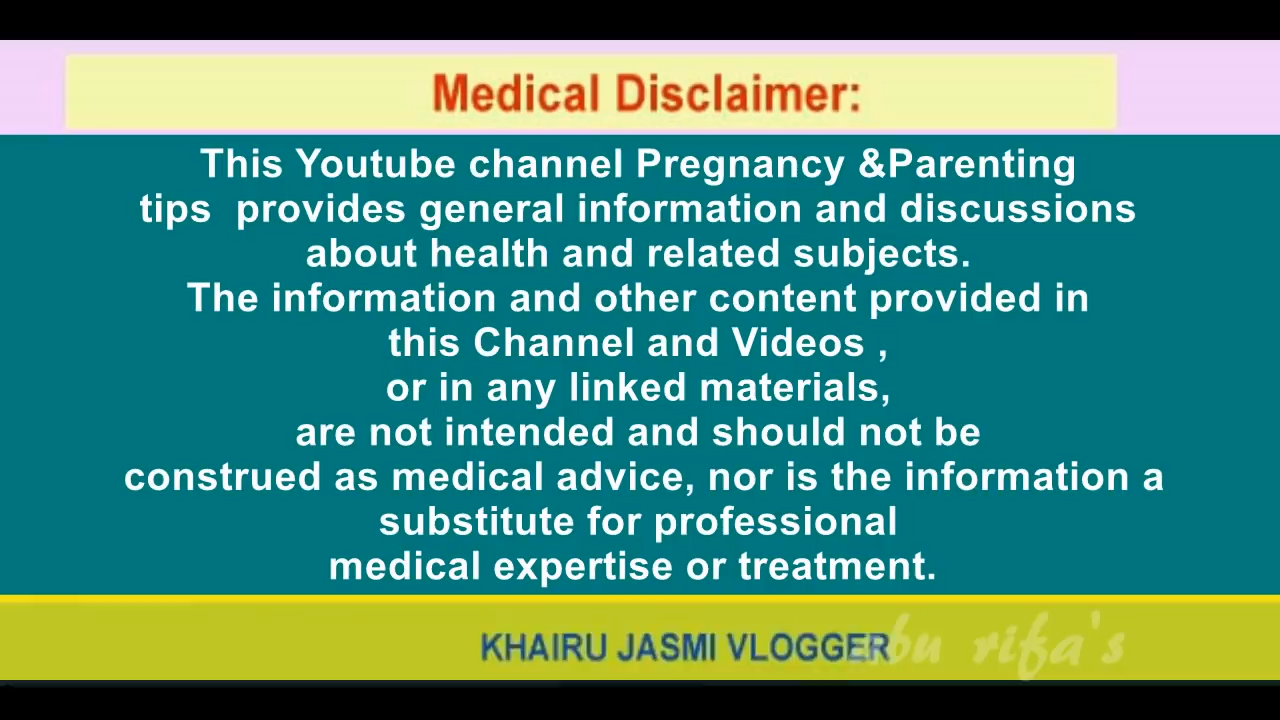 Medical Disclaimer:
This Youtube channel Pregnancy &Parenting
tips  provides general information and discussions
about health and related subjects.
The information and other content provided in
this Channel and Videos ,
or in any linked materials,
are not intended and should not be
construed as medical advice, nor is the information a
substitute for professional
medical expertise or treatment.
KHAIRU JASMI VLOGGER
abu rifa's